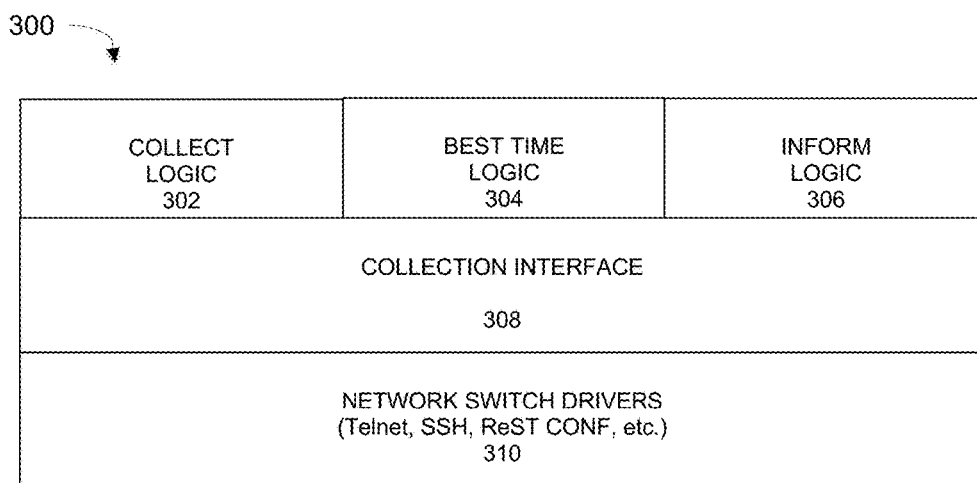 300
COLLECT
LOGIC
302
BEST TIME
LOGIC
304
INFORM
LOGIC
306
COLLECTION INTERFACE
308
NETWORK SWITCH DRIVERS
(Telnet, SSH, ReST CONF, etc.)
310